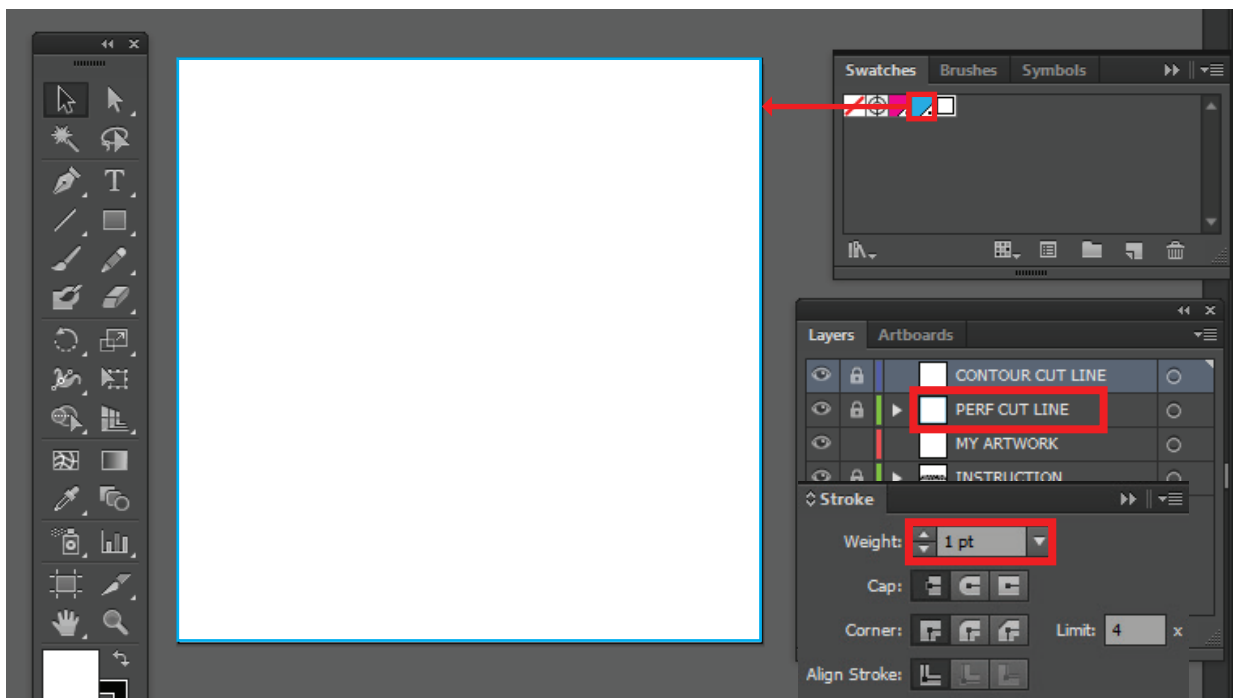 Swatches Brushes Symbols
Layers Artboards
CONTOUR CUT LINE
PERF CUT LINE
MY ARTWORK
INSTRUCTION
Stroke
Weight: 1 pt
Cap:
Corner: Limit: 4 x
Align Stroke: